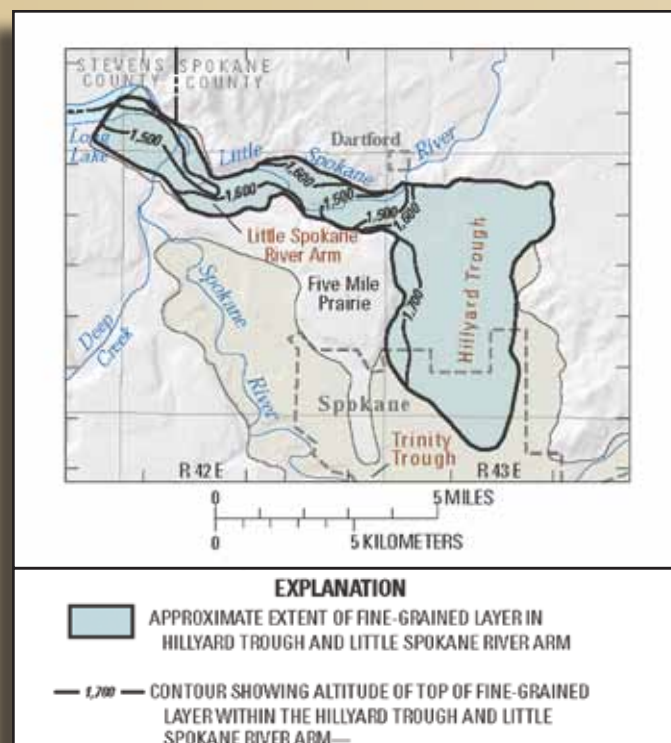 STEVENS SPOKANE
COUNTY COUNTY
Long
Lake
1,500
Little
Spokane
River
Dartford
1,600
1,600
1,500
1,500
1,600
Little Spokane
River Arm
Five Mile
Prairie
1,700
Hillyard Trough
Deep
Creek
Spokane
River
Spokane
Trinity
Trough
R 42 E
R 43 E
0 5 MILES
0 5 KILOMETERS
EXPLANATION
APPROXIMATE EXTENT OF FINE-GRAINED LAYER IN
HILLYARD TROUGH AND LITTLE SPOKANE RIVER ARM
1,700 CONTOUR SHOWING ALTITUDE OF TOP OF FINE-GRAINED
LAYER WITHIN THE HILLYARD TROUGH AND LITTLE
SPOKANE RIVER ARM—